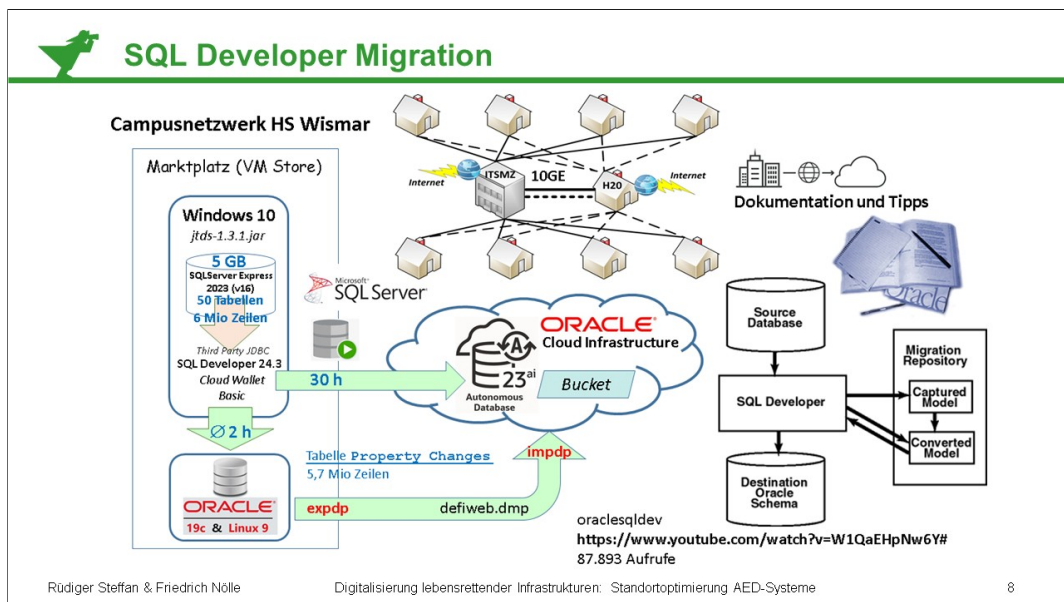 SQL Developer Migration
Campusnetzwerk HS Wismar
Marktplatz (VM Store)
Windows 10
jtds-1.3.1.jar
5 GB
SQLServer Express
2023 (v16)
50 Tabellen
6 Mio Zeilen
Third Party JDBC
SQL Developer 24.3
Cloud Wallet
Basic
Ø 2 h
ORACLE
19c & Linux 9
30 h
Microsoft
SQL Server
Internet
ITSMZ
10GE
H20
Internet
ORACLE
Cloud Infrastructure
A
23 ai
Autonomous
Database
Bucket
Tabelle Property Changes
5,7 Mio Zeilen
impdp
expdp
defiweb.dmp
Dokumentation und Tipps
Oracle
Source
Database
SQL Developer
Destination
Oracle
Schema
Migration
Repository
Captured
Model
Converted
Model
oraclesqldev
https://www.youtube.com/watch?v=W1QaEHpNw6Y#
87.893 Aufrufe
Rüdiger Steffan & Friedrich Nölle
Digitalisierung lebensrettender Infrastrukturen: Standortoptimierung AED-Systeme
8